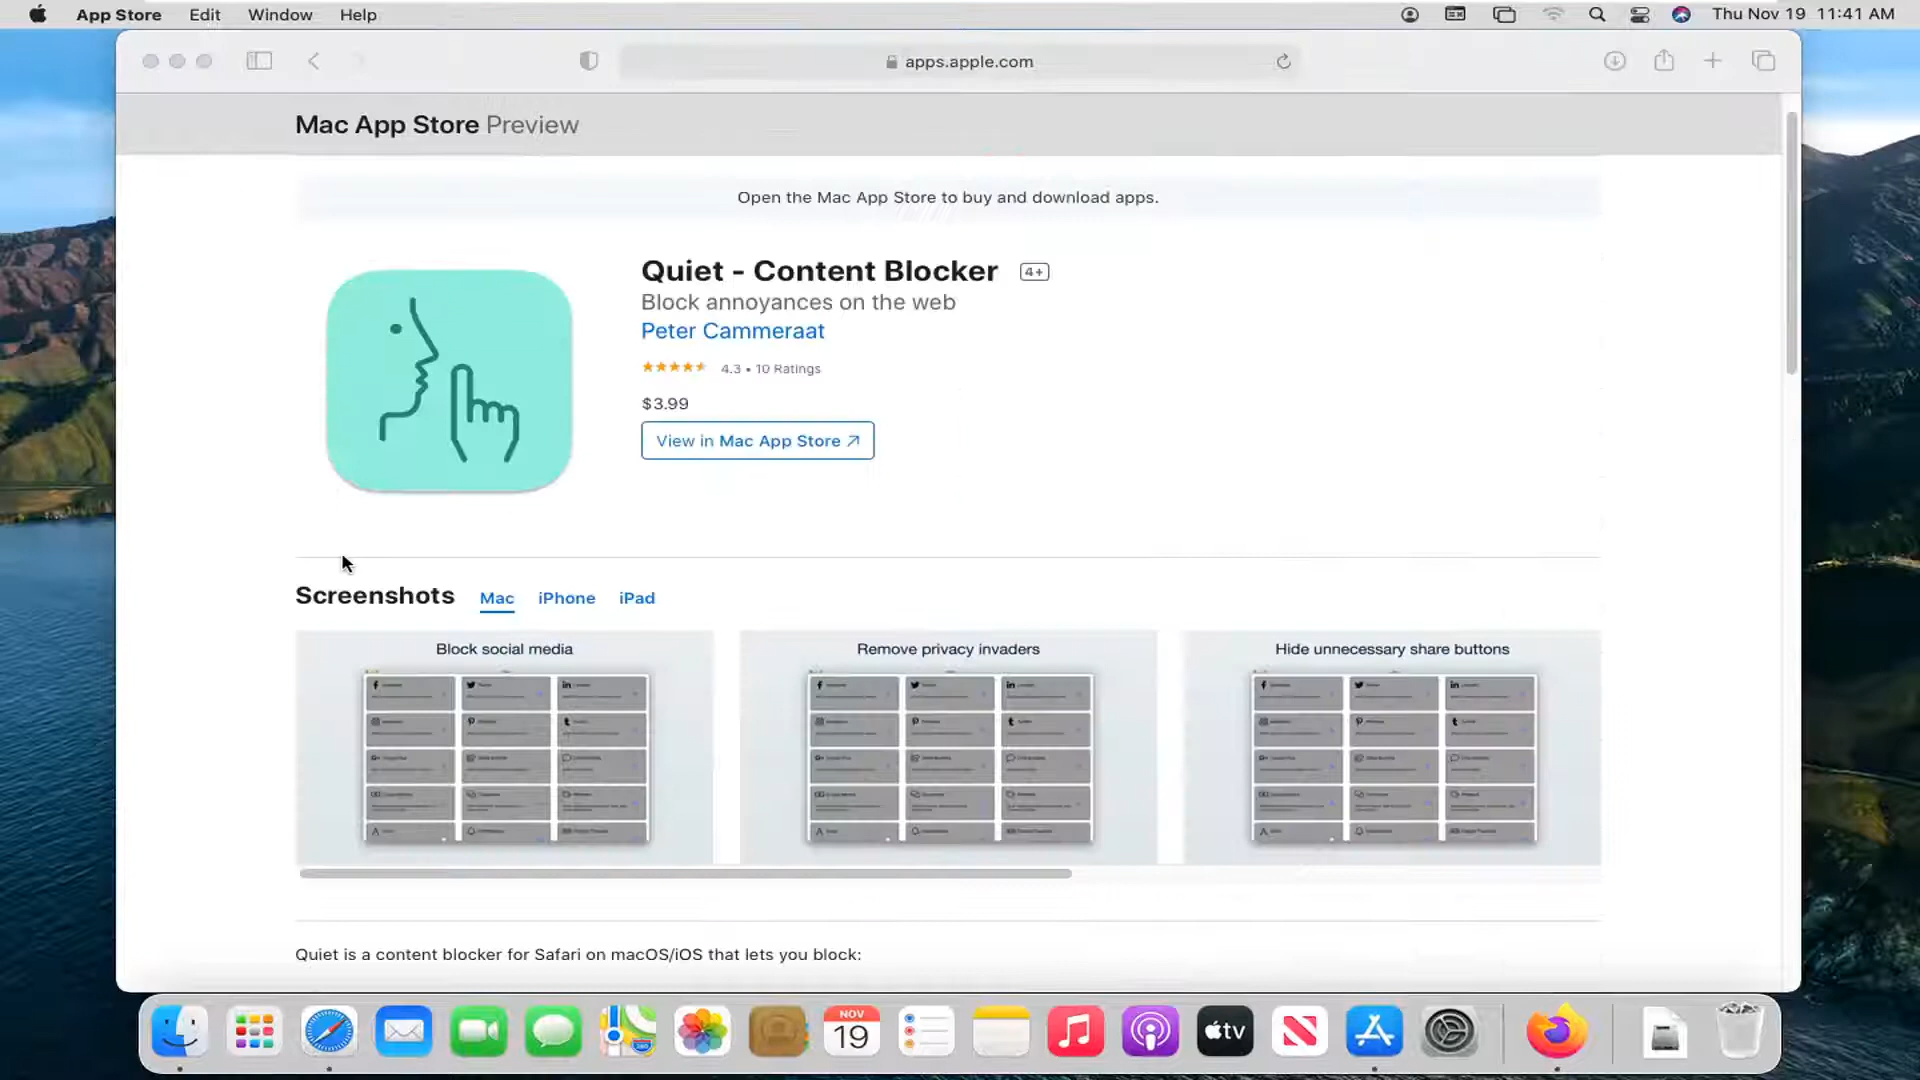 App Store Edit Window Help Thu Nov 19 11:41 AM
apps.apple.com
Mac App Store Preview
Open the Mac App Store to buy and download apps.
Quiet - Content Blocker 4+
Block annoyances on the web
Peter Cammeraat
4.3 • 10 Ratings
$3.99
View in Mac App Store ↗
Screenshots Mac iPhone iPad
Block social media
Remove privacy invaders
Hide unnecessary share buttons
Quiet is a content blocker for Safari on macOS/iOS that lets you block:
NOV
19
tv